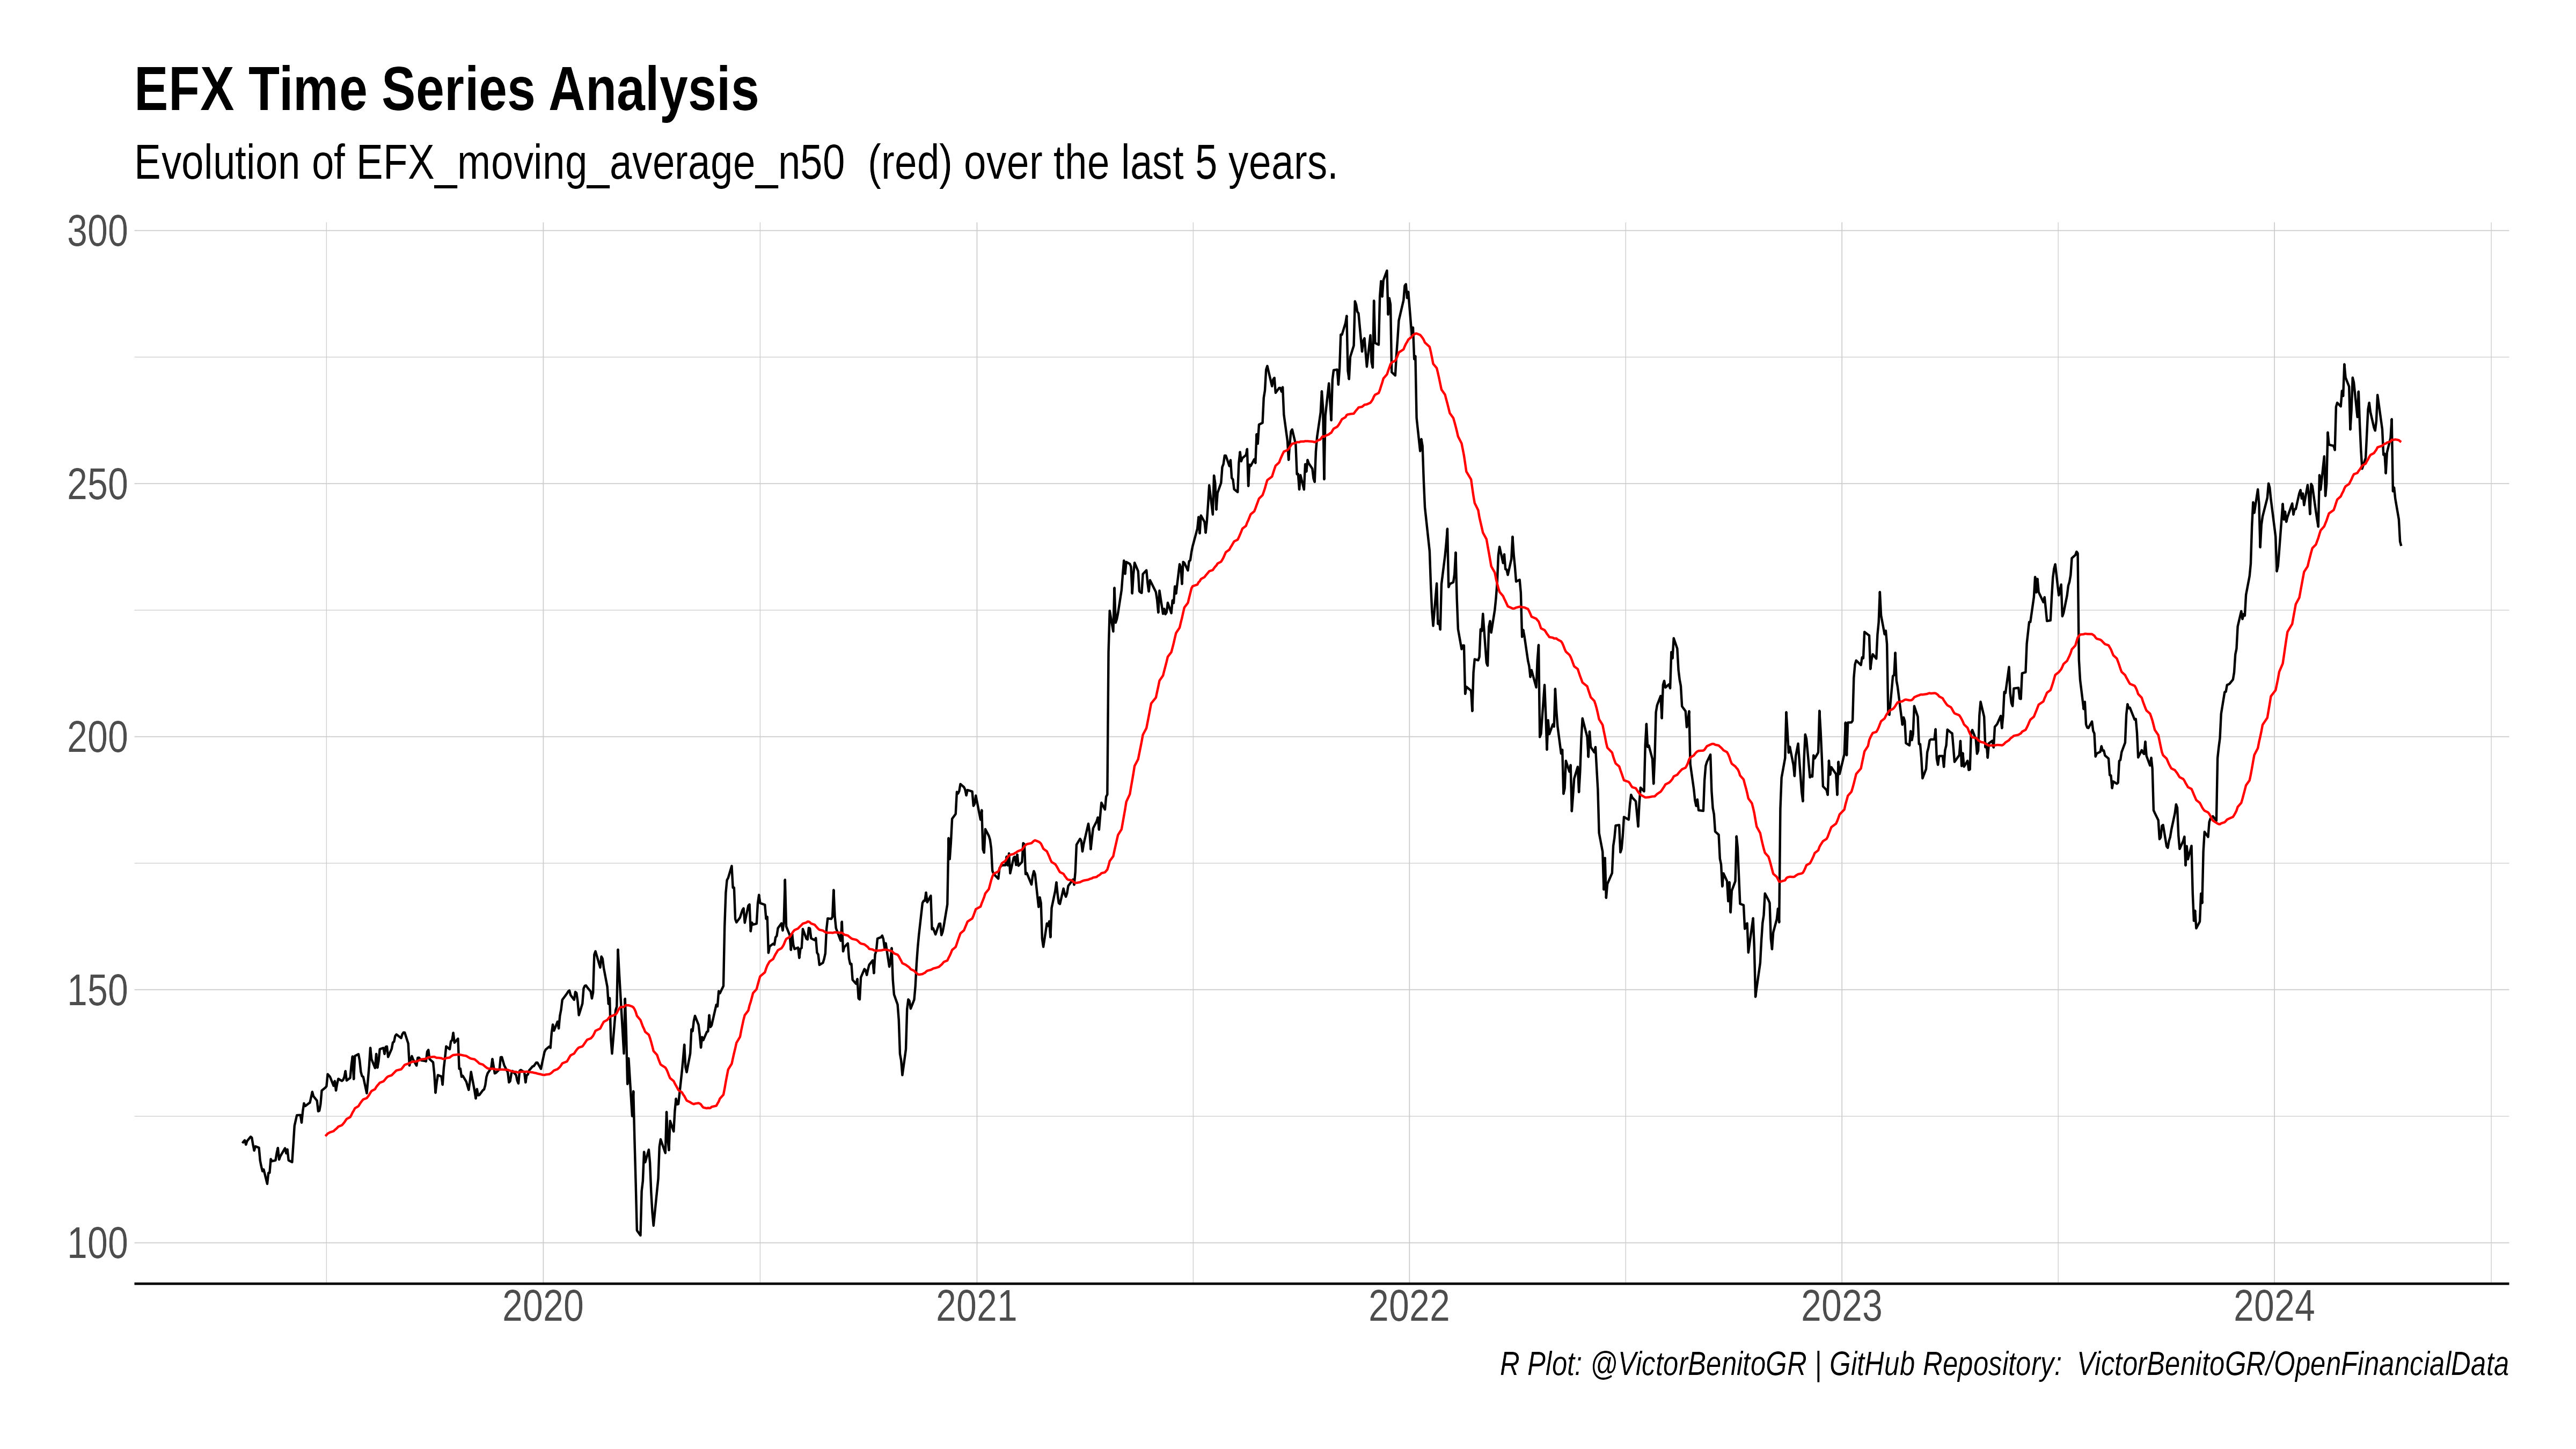 EFX Time Series Analysis
Evolution of EFX_moving_average_n50  (red) over the last 5 years.
300
250
200
150
100
2020 2021 2022 2023 2024
R Plot: @VictorBenitoGR | GitHub Repository:  VictorBenitoGR/OpenFinancialData